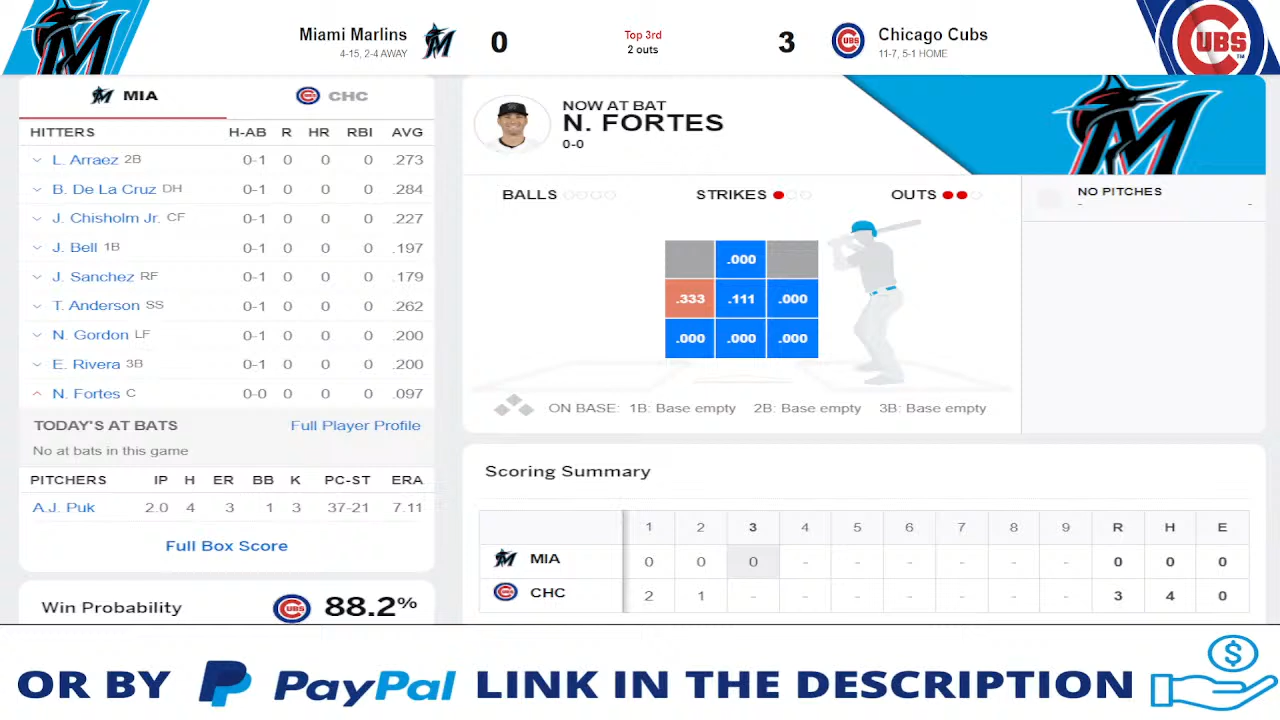 Miami Marlins
4-15, 2-4 AWAY
0
Top 3rd
2 outs
3
Chicago Cubs
11-7, 5-1 HOME
CUBS
MIA
CHC
HITTERS H-AB R HR RBI AVG
L. Arraez 2B 0-1 0 0 0 .273
B. De La Cruz DH 0-1 0 0 0 .284
J. Chisholm Jr. CF 0-1 0 0 0 .227
J. Bell 1B 0-1 0 0 0 .197
J. Sanchez RF 0-1 0 0 0 .179
T. Anderson SS 0-1 0 0 0 .262
N. Gordon LF 0-1 0 0 0 .200
E. Rivera 3B 0-1 0 0 0 .200
N. Fortes C 0-0 0 0 0 .097
TODAY'S AT BATS Full Player Profile
No at bats in this game
PITCHERS IP H ER BB K PC-ST ERA
A.J. Puk 2.0 4 3 1 3 37-21 7.11
Full Box Score
Win Probability CUBS 88.2%
NOW AT BAT
N. FORTES
0-0
BALLS STRIKES OUTS
.000
.333 .111 .000
.000 .000 .000
ON BASE: 1B: Base empty 2B: Base empty 3B: Base empty
NO PITCHES
- -
Scoring Summary
1 2 3 4 5 6 7 8 9 R H E
MIA 0 0 0 - - - - - - 0 0 0
CHC 2 1 - - - - - - - 3 4 0
OR BY PayPal LINK IN THE DESCRIPTION